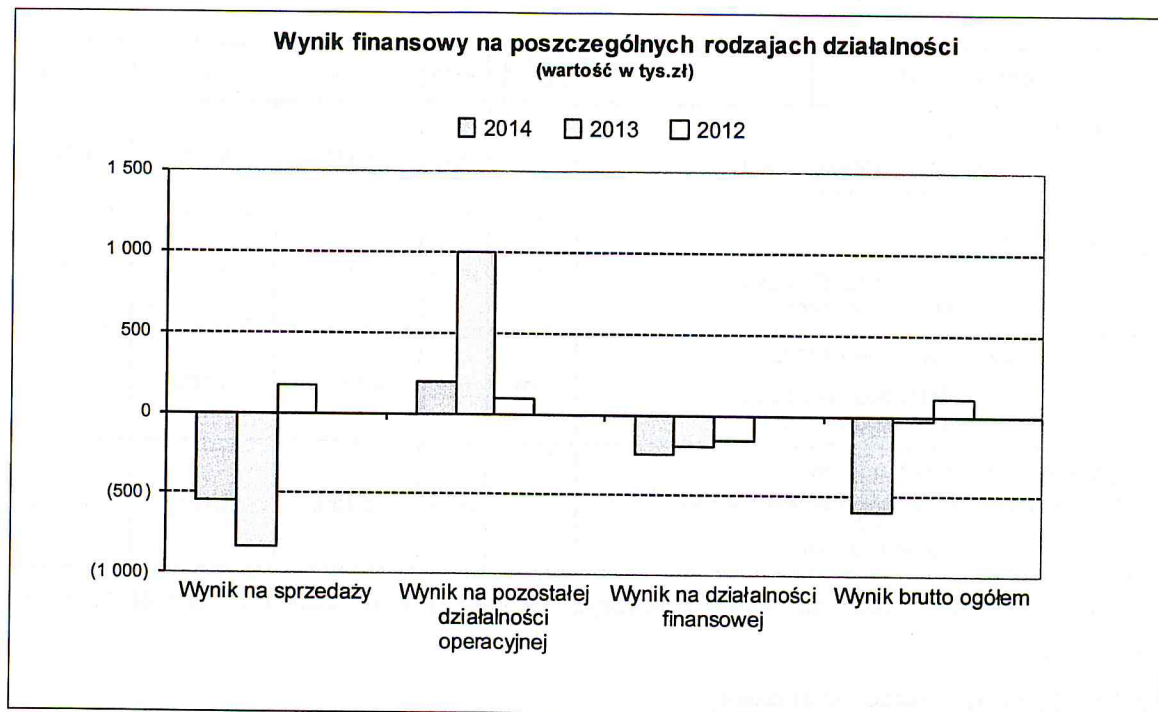 Wynik finansowy na poszczególnych rodzajach działalności
(wartość w tys.zł)
2014 2013 2012
1 500
1 000
500
0
(500)
(1 000)
Wynik na sprzedaży
Wynik na pozostałej
działalności
operacyjnej
Wynik na działalności
finansowej
Wynik brutto ogółem